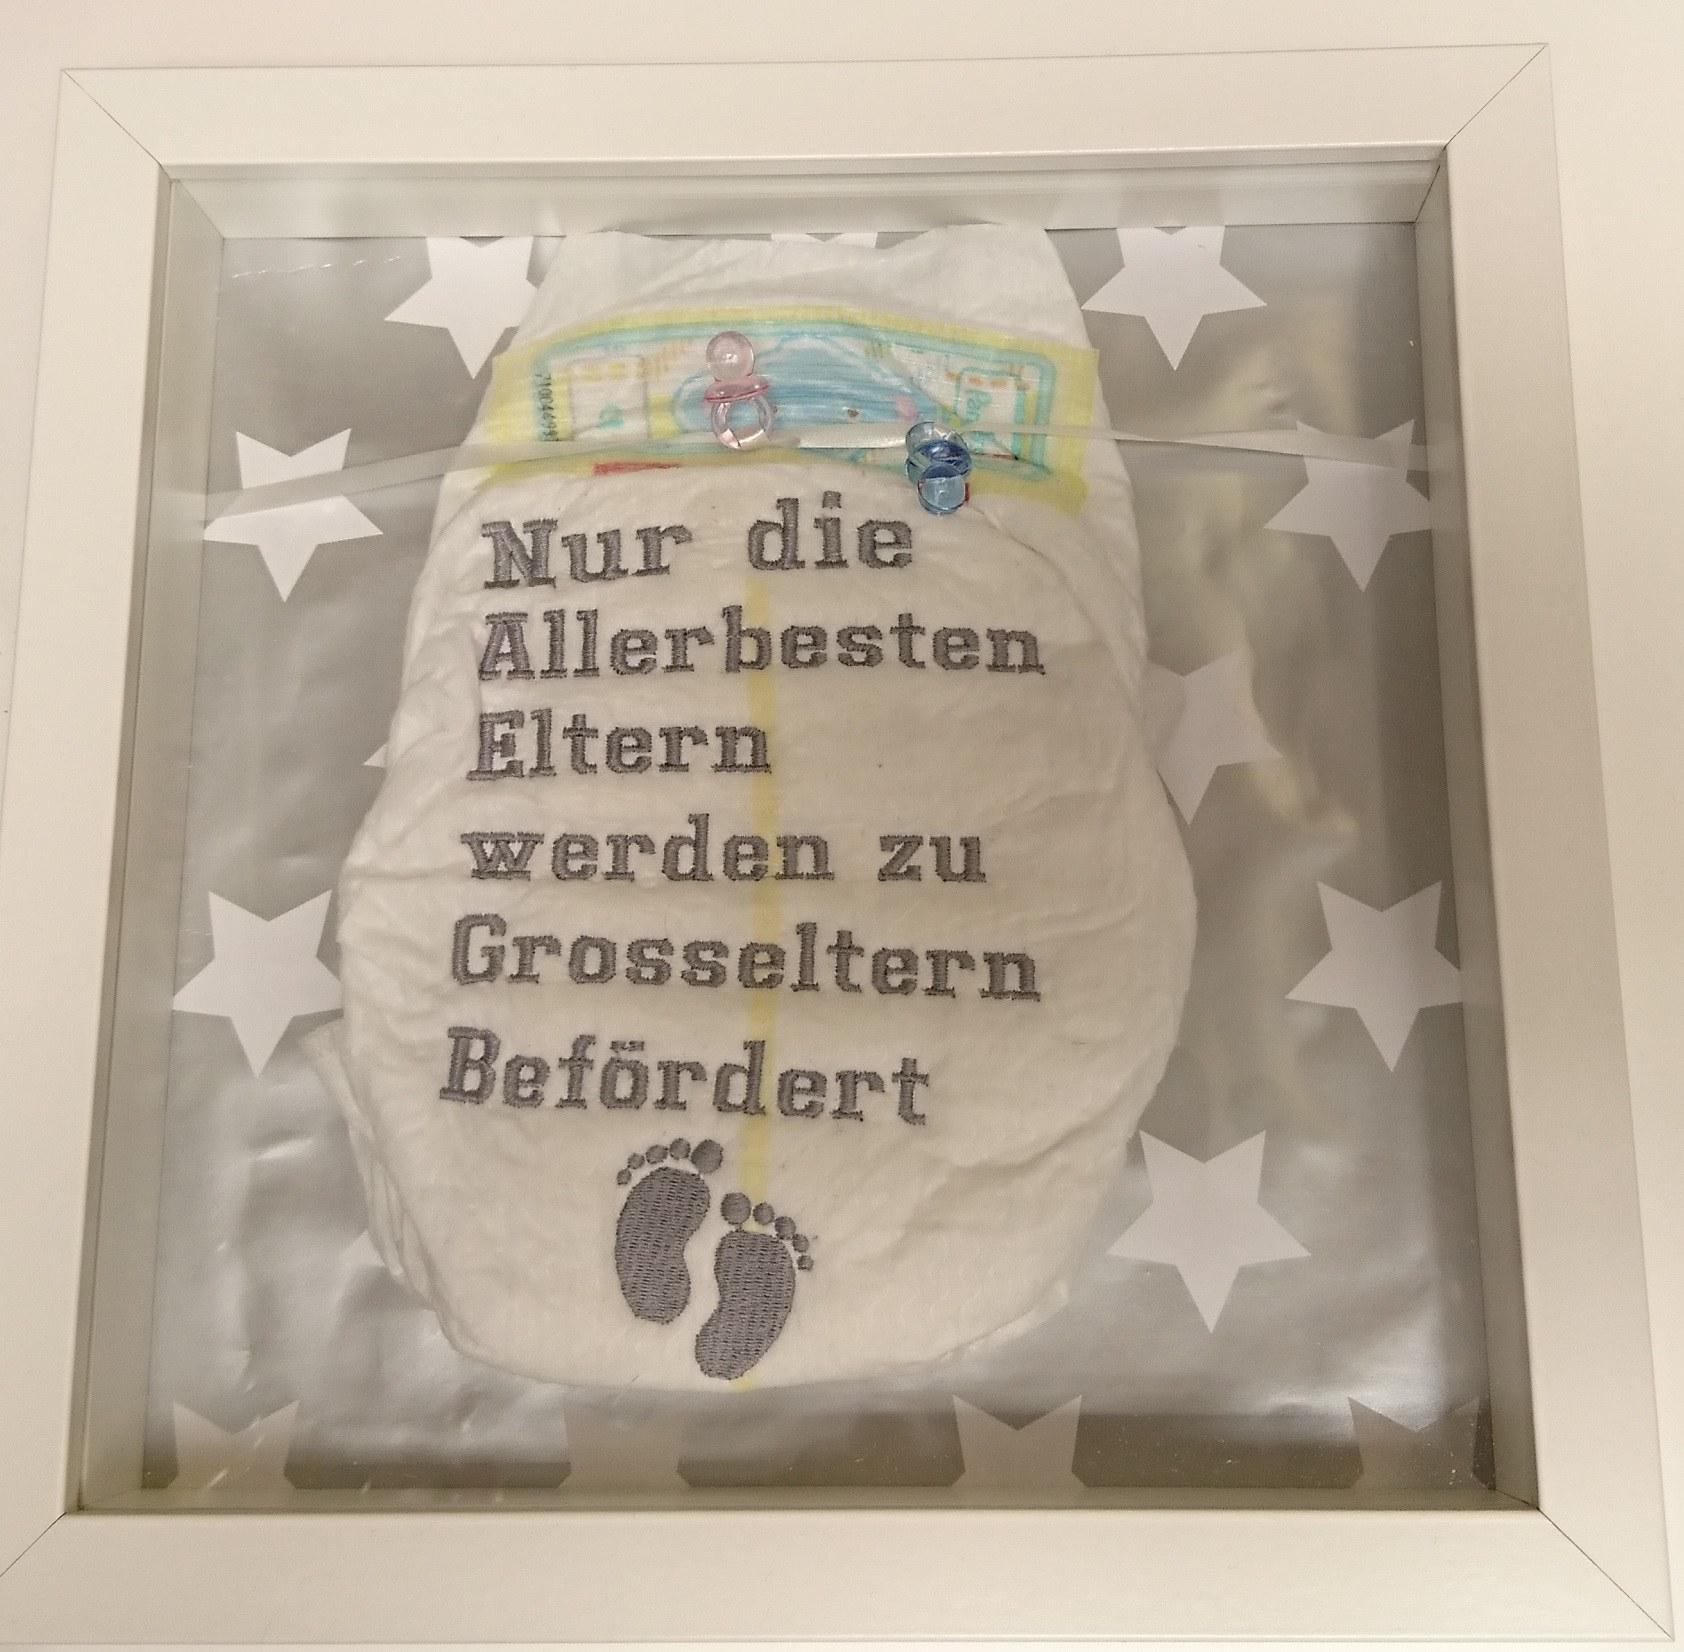 Nur die
Allerbesten
Eltern
werden zu
Grosseltern
Befördert